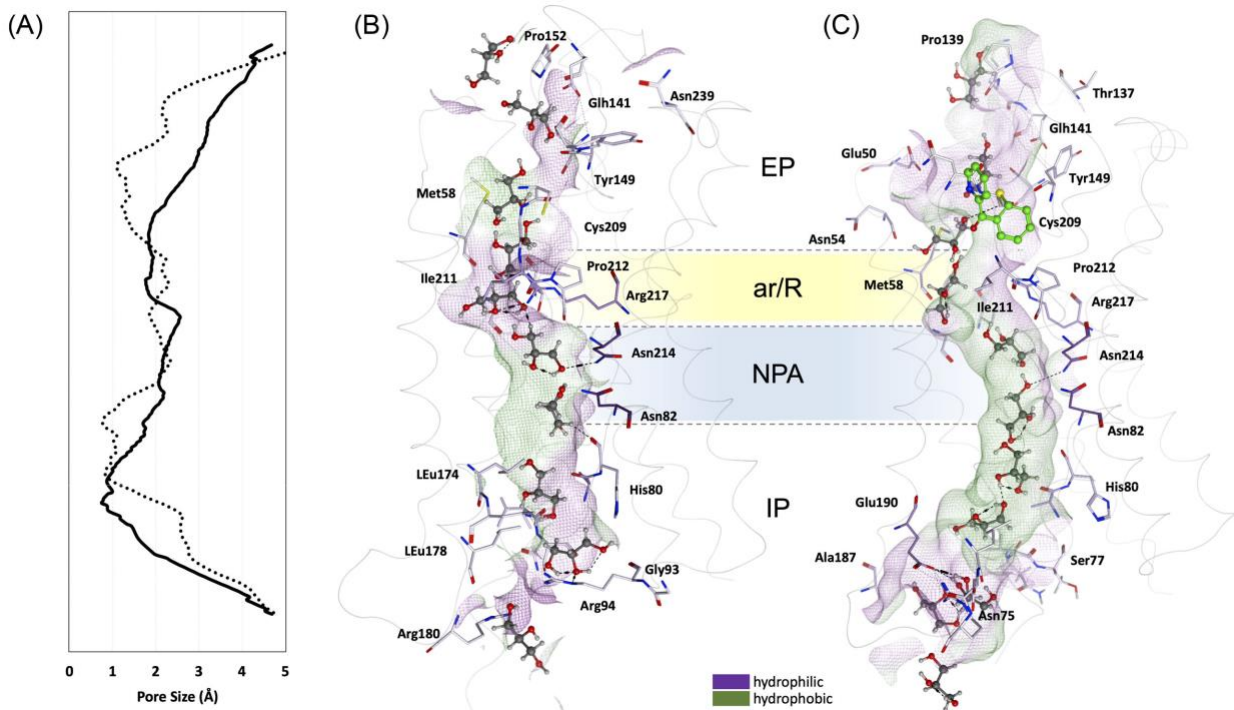 (A)
0 1 2 3 4 5
Pore Size (Å)
(B)
Pro152
Glh141
Asn239
Tyr149
Met58
Cys209
Ile211
Pro212
Arg217
Asn214
Asn82
LEu174
His80
LEu178
Gly93
Arg94
Arg180
EP
ar/R
NPA
IP
hydrophilic
hydrophobic
(C)
Pro139
Thr137
Glh141
Glu50
Tyr149
Cys209
Asn54
Met58
Pro212
Ile211
Arg217
Asn214
Asn82
Glu190
His80
Ala187
Ser77
Asn75